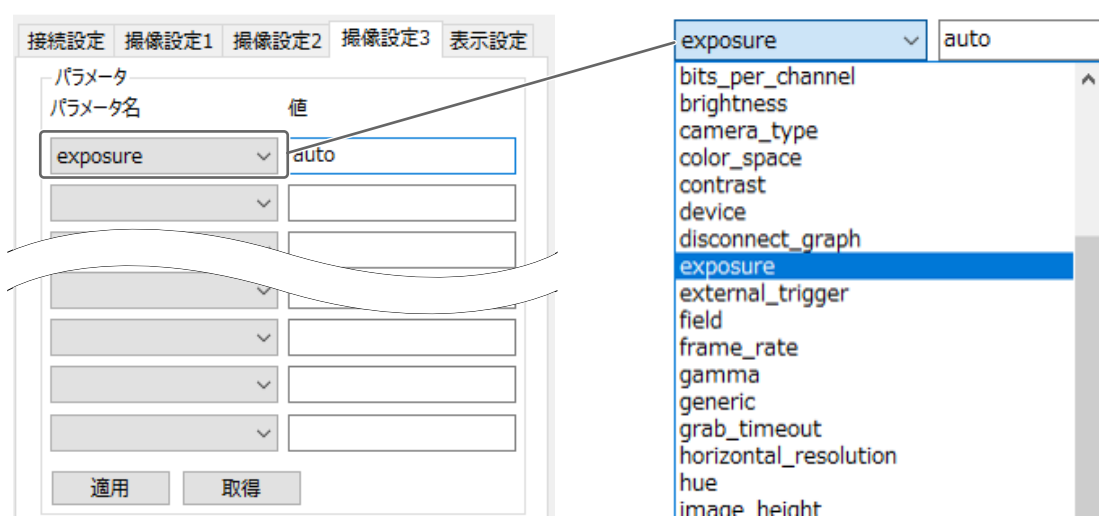 接続設定 撮像設定1 撮像設定2 撮像設定3 表示設定
パラメータ
パラメータ名 値
exposure auto
適用 取得
exposure auto
bits_per_channel
brightness
camera_type
color_space
contrast
device
disconnect_graph
exposure
external_trigger
field
frame_rate
gamma
generic
grab_timeout
horizontal_resolution
hue
image_height